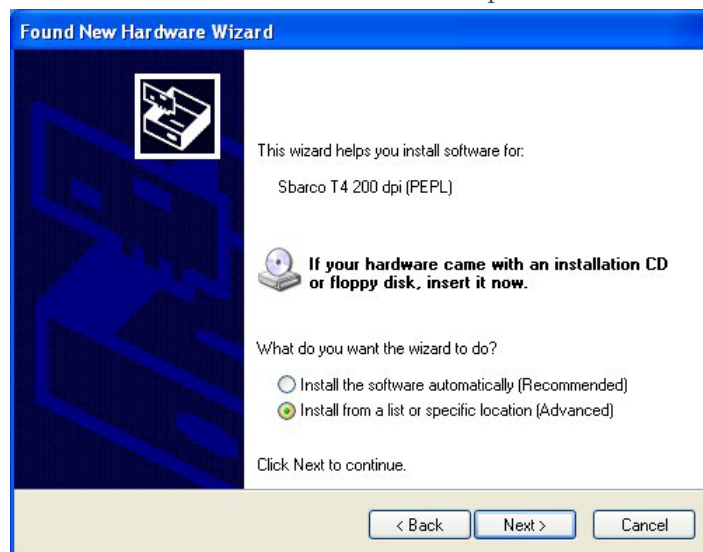 Found New Hardware Wizard
This wizard helps you install software for:
Sbarco T4 200 dpi (PEPL)
If your hardware came with an installation CD
or floppy disk, insert it now.
What do you want the wizard to do?
Install the software automatically (Recommended)
Install from a list or specific location (Advanced)
Click Next to continue.
< Back
Next >
Cancel